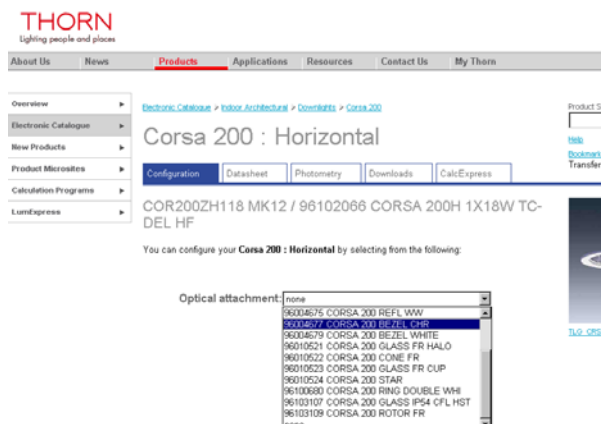 THORN
Lighting people and places
About Us News Products Applications Resources Contact Us My Thorn
Overview
Electronic Catalogue
New Products
Product Microsites
Calculation Programs
LumExpress
Electronic Catalogue > Indoor Architectural > Downlights > Corsa 200
Corsa 200 : Horizontal
Configuration Datasheet Photometry Downloads CalcExpress
COR200ZH118 MK12 / 96102066 CORSA 200H 1X18W TC-
DEL HF
You can configure your Corsa 200 : Horizontal by selecting from the following:
Optical attachment: none
96004675 CORSA 200 REFL WW
96004677 CORSA 200 BEZEL CHR
96004679 CORSA 200 BEZEL WHITE
96010521 CORSA 200 GLASS FR HALO
96010522 CORSA 200 CONE FR
96010523 CORSA 200 GLASS FR CUP
96010524 CORSA 200 STAR
96100680 CORSA 200 RING DOUBLE WHI
96103107 CORSA 200 GLASS IP54 CFL HST
96103109 CORSA 200 ROTOR FR
none
Product S
Help
Bookmark
Transfer
TLG_CRS